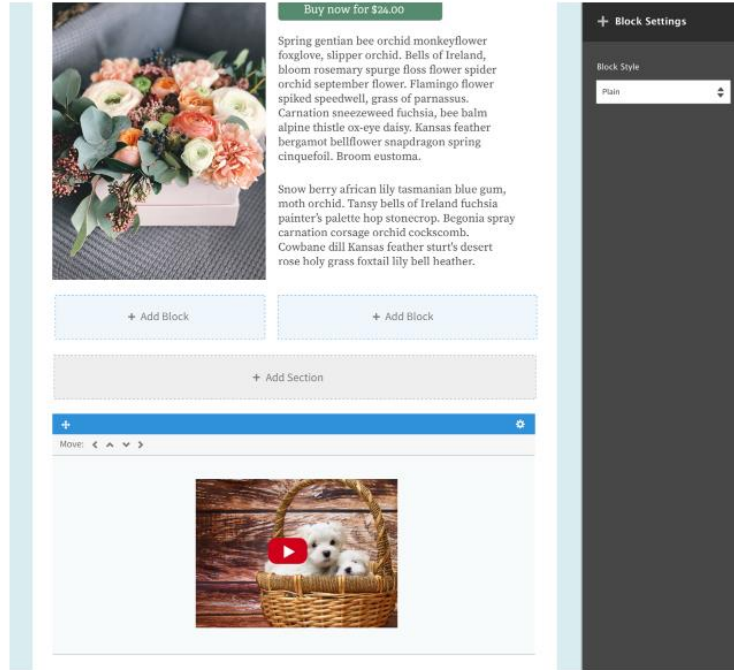 Buy now for $24.00
Spring gentian bee orchid monkeyflower
foxglove, slipper orchid. Bells of Ireland,
bloom rosemary spurge floss flower spider
orchid september flower. Flamingo flower
spiked speedwell, grass of parnassus.
Carnation sneezeweed fuchsia, bee balm
alpine thistle ox-eye daisy. Kansas feather
bergamot bellflower snapdragon spring
cinquefoil. Broom eustoma.
Snow berry african lily tasmanian blue gum,
moth orchid. Tansy bells of Ireland fuchsia
painter's palette hop stonecrop. Begonia spray
carnation corsage orchid cockscomb.
Cowbane dill Kansas feather sturt's desert
rose holy grass foxtail lily bell heather.
+ Add Block
+ Add Block
+ Add Section
Move:
+ Block Settings
Block Style
Plain